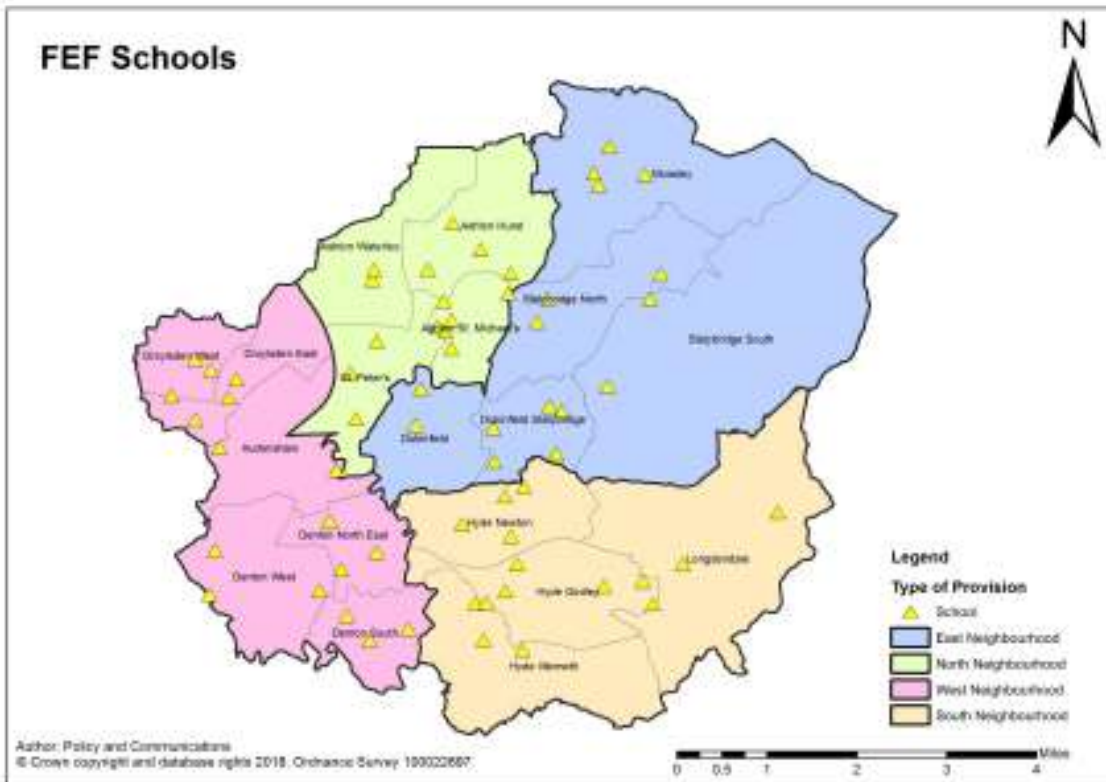 FEF Schools
N
Mossley
Ashton Hurst
Ashton Waterloo
Stalybridge North
Ashton St. Michael's
Stalybridge South
Droylsden West
Droylsden East
St. Peter's
Dukinfield
Dukinfield Stalybridge
Audenshaw
Hyde Newton
Denton North East
Longdendale
Denton West
Hyde Godley
Denton South
Hyde Werneth
Legend
Type of Provision
School
East Neighbourhood
North Neighbourhood
West Neighbourhood
South Neighbourhood
Author: Policy and Communications
© Crown copyright and database rights 2018. Ordnance Survey 100022697.
Miles
0 0.5 1 2 3 4